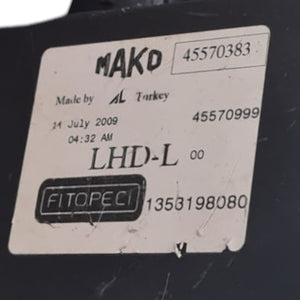 MAKO 45570383
Made by AL Turkey
14 July 2009 45570999
04:32 AM
LHD-L 00
FITOPECI 1353198080